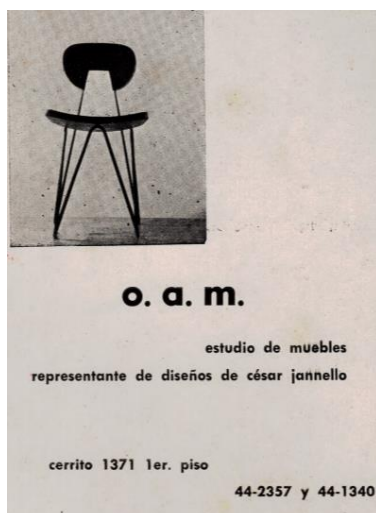 o. a. m.
estudio de muebles
representante de diseños de césar jannello
cerrito 1371 1er. piso
44-2357 y 44-1340